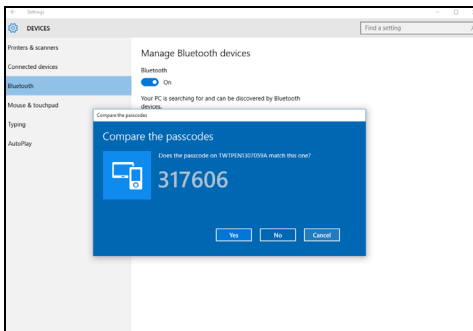 Settings
DEVICES
Find a setting
Printers & scanners
Connected devices
Bluetooth
Mouse & touchpad
Typing
AutoPlay
Manage Bluetooth devices
Bluetooth
On
Your PC is searching for and can be discovered by Bluetooth
devices.
Compare the passcodes
Compare the passcodes
Does the passcode on TWTPENI307059A match this one?
317606
Yes
No
Cancel